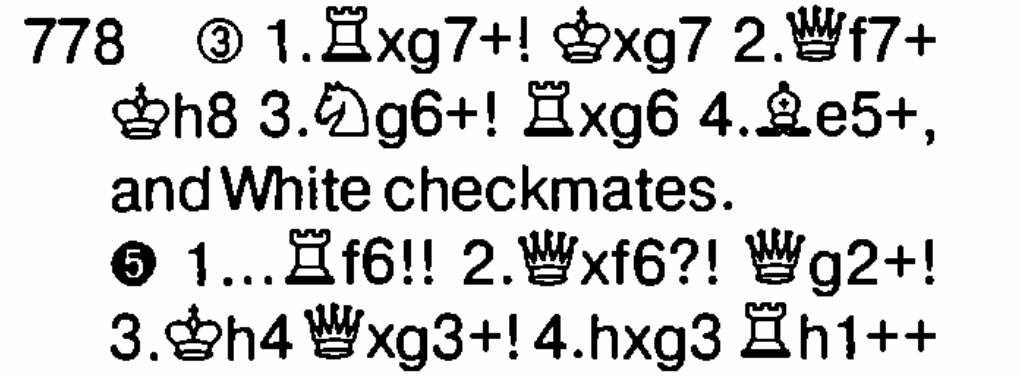 778 ③ 1.♖xg7+! ♔xg7 2.♕f7+
♔h8 3.♘g6+! ♖xg6 4.♗e5+,
and White checkmates.
❺ 1...♖f6!! 2.♕xf6?! ♕g2+!
3.♔h4 ♕xg3+! 4.hxg3 ♖h1++